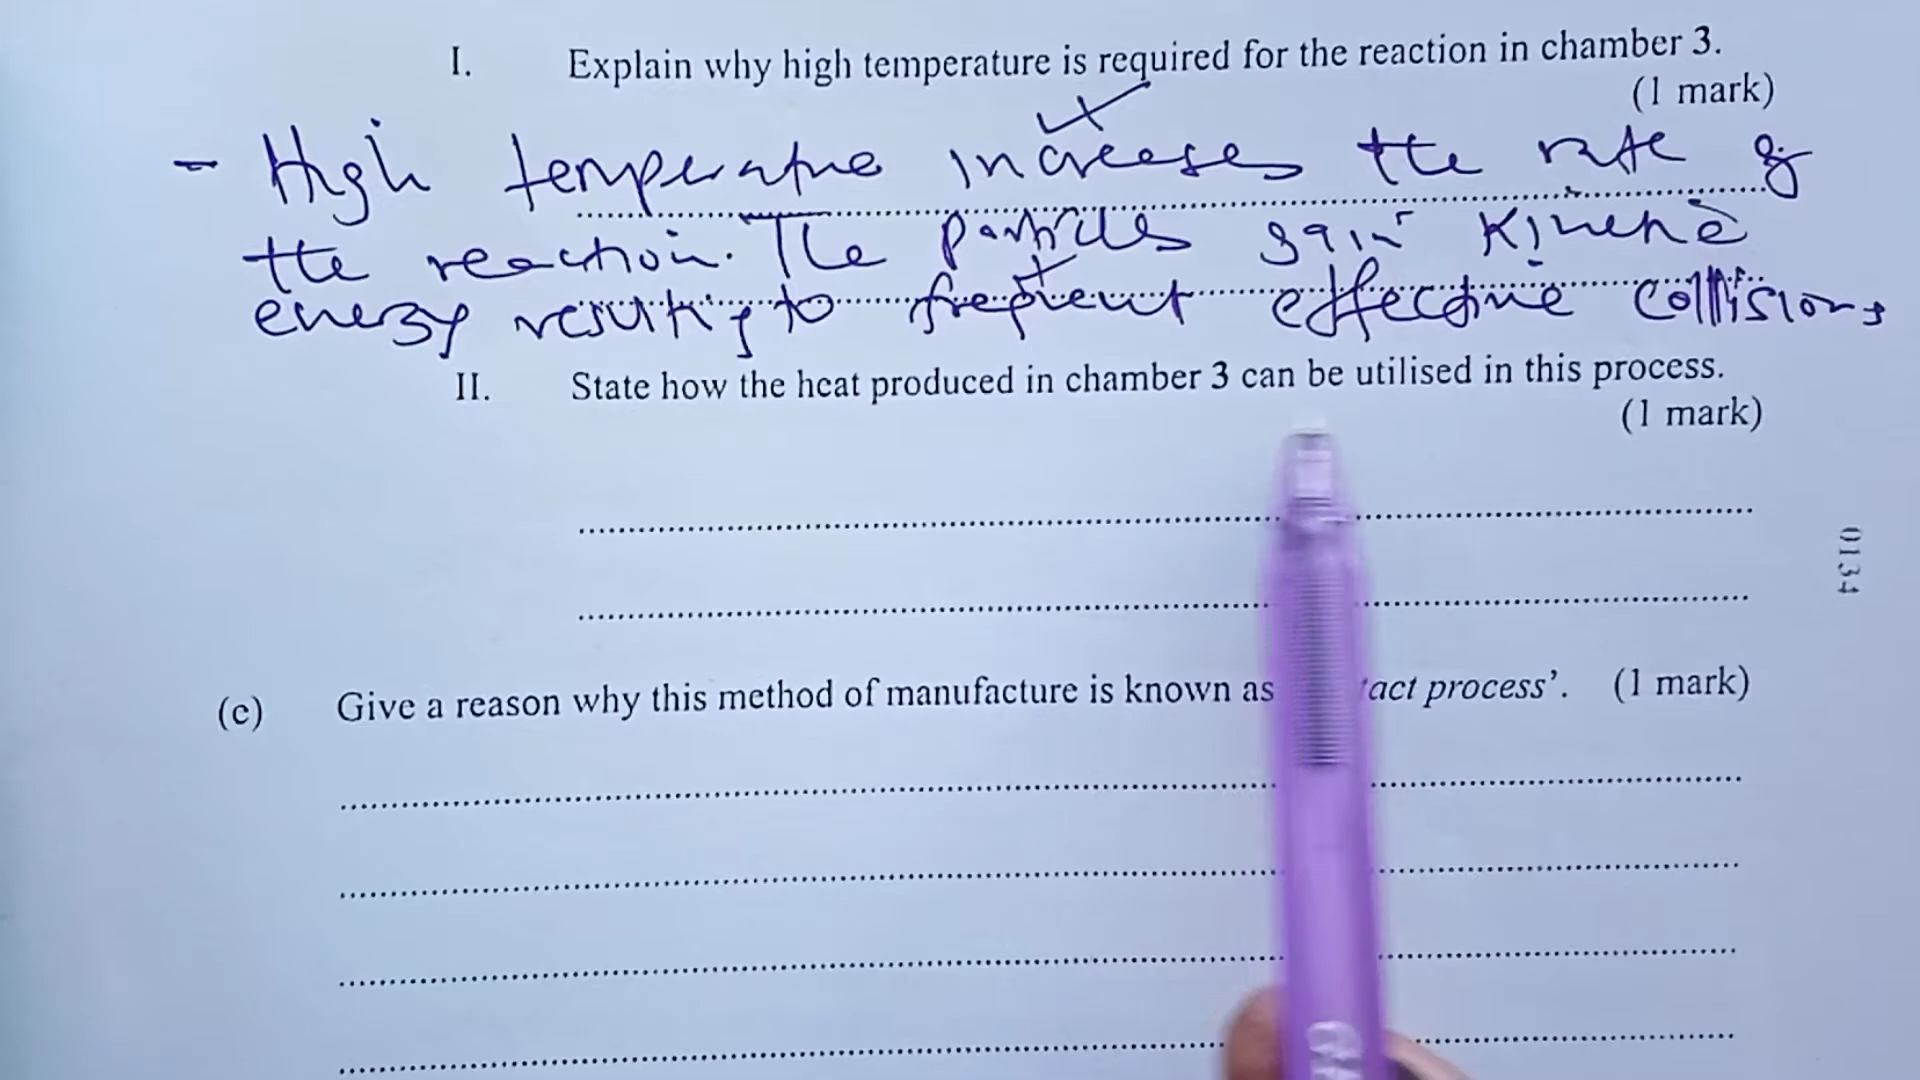 I. Explain why high temperature is required for the reaction in chamber 3.
(1 mark)
- High temperature increases the rate of
the reaction. The particles gain kinetic
energy resulting to frequent effective collisions
II. State how the heat produced in chamber 3 can be utilised in this process.
(1 mark)
0134
(c) Give a reason why this method of manufacture is known as act process’. (1 mark)